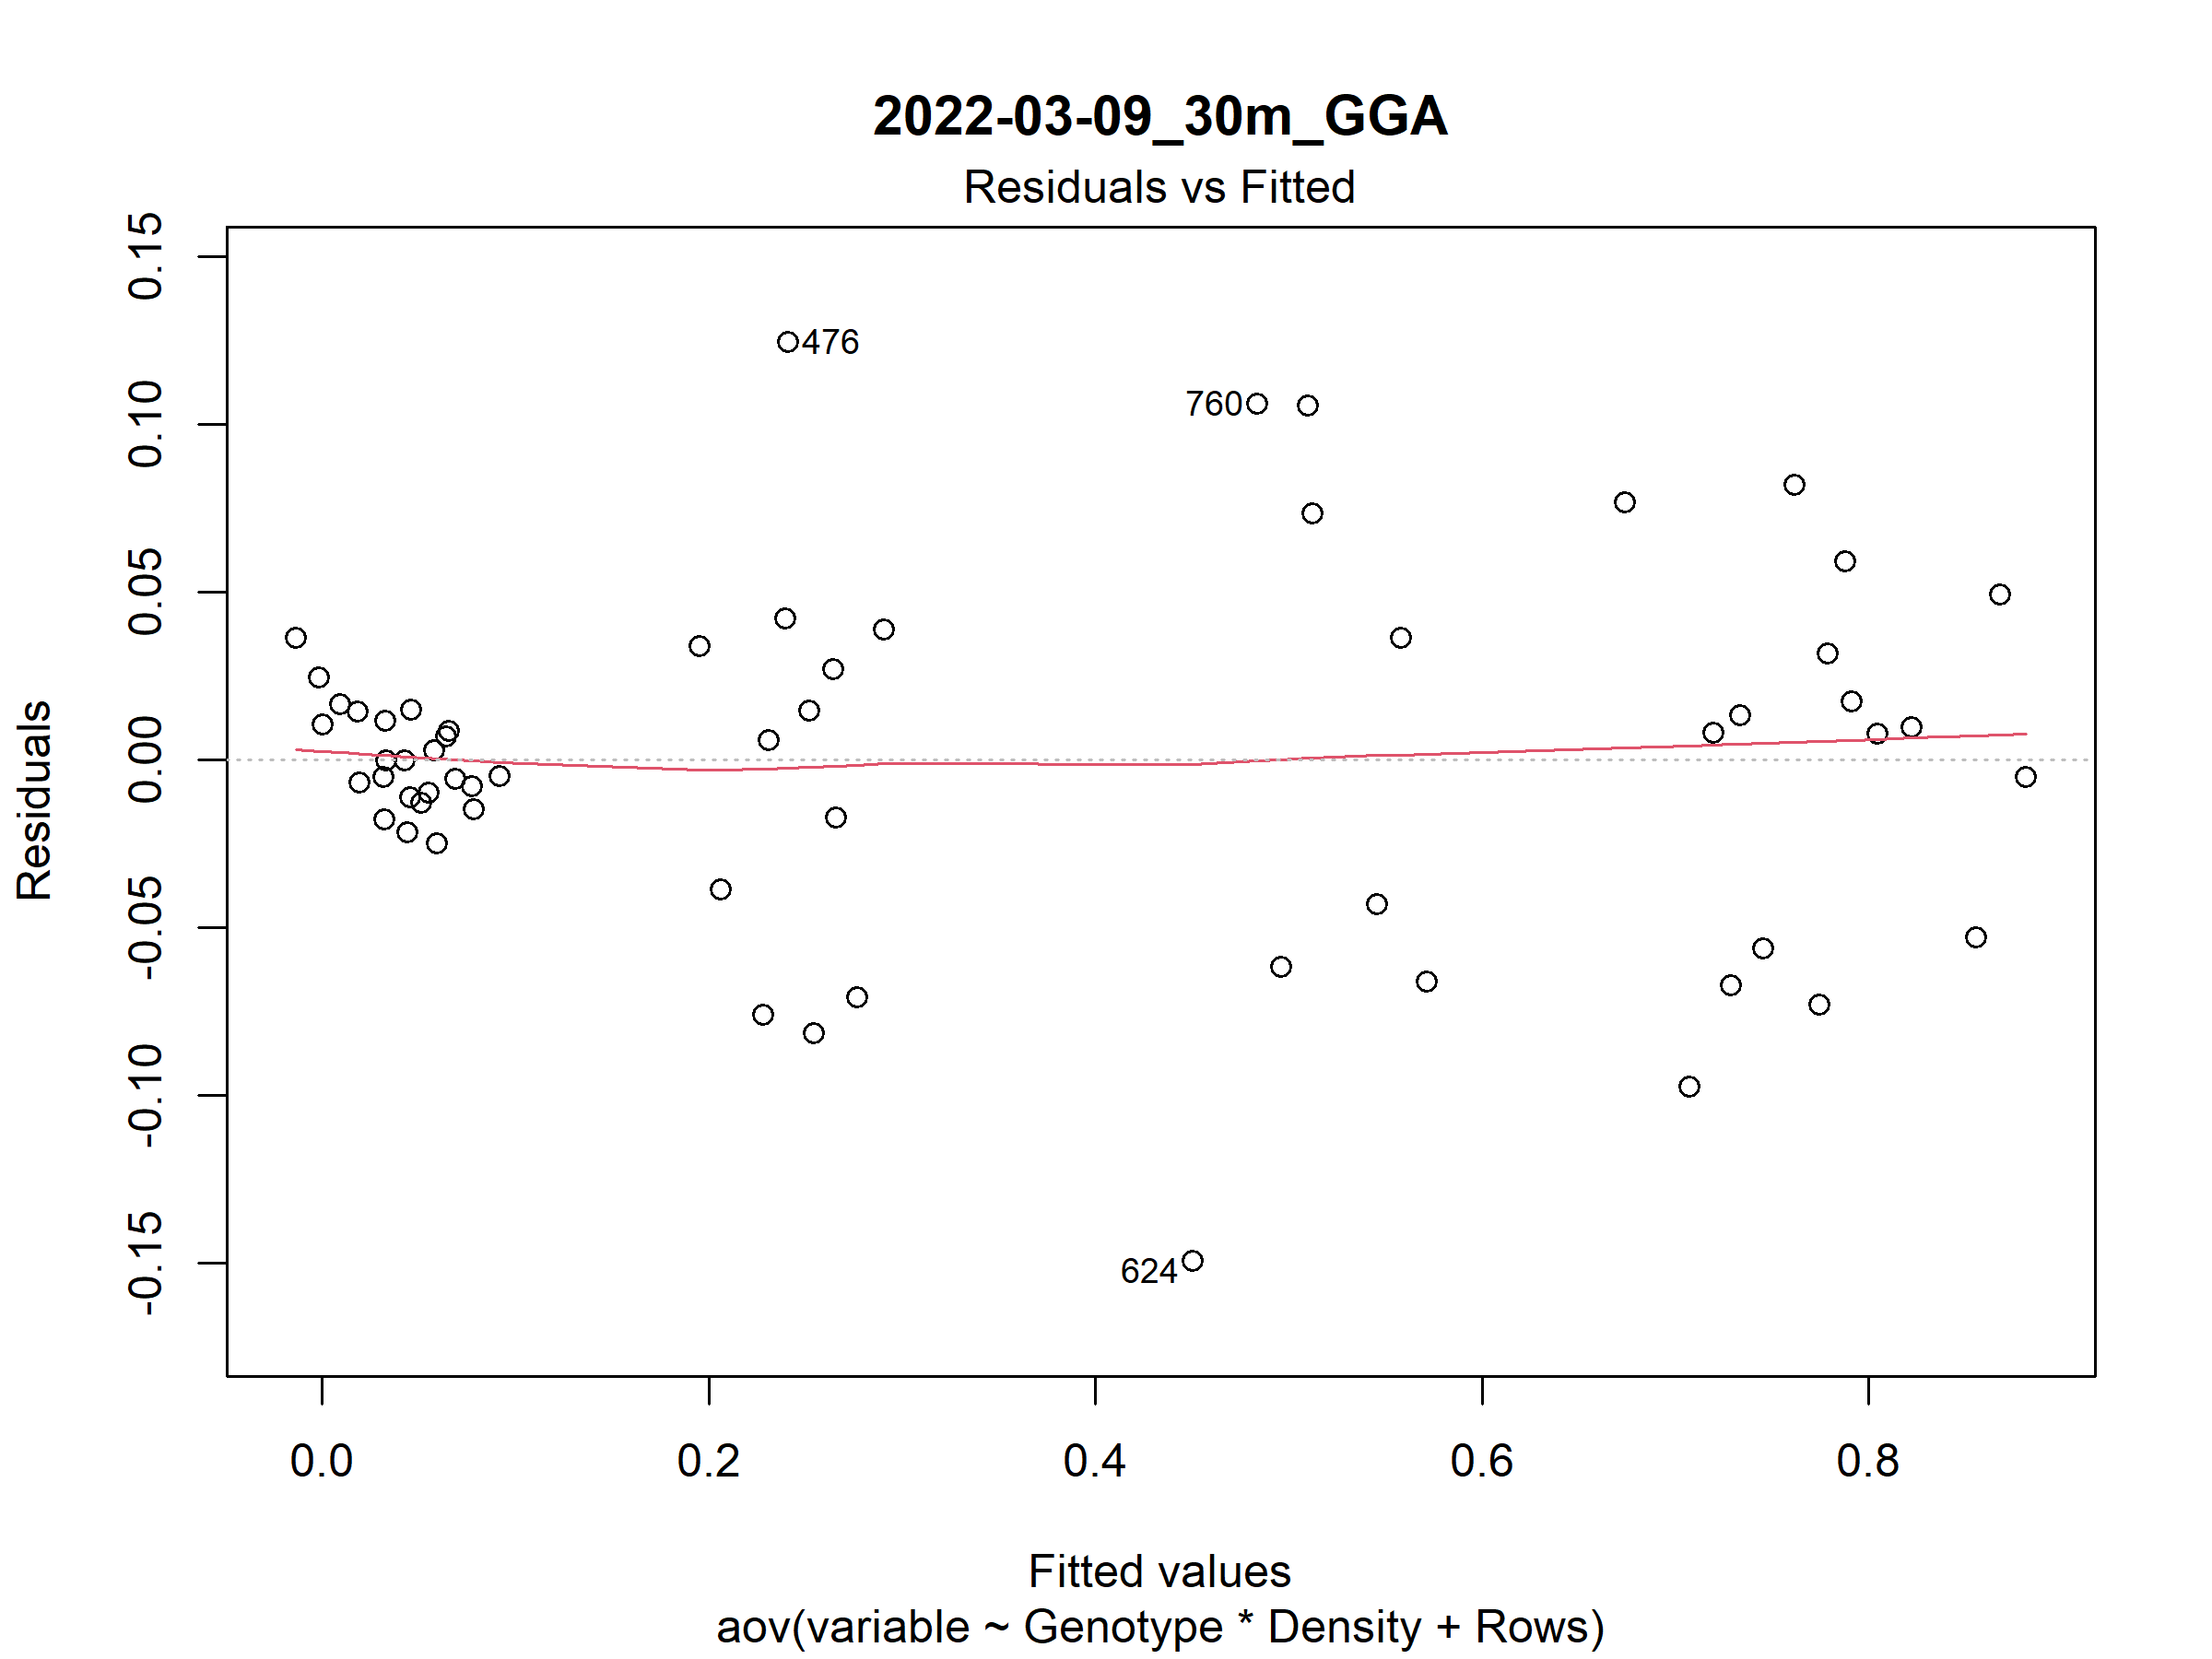 2022-03-09_30m_GGA
Residuals vs Fitted
0.15
0.10
0.05
0.00
-0.05
-0.10
-0.15
Residuals
476
760
624
0.0 0.2 0.4 0.6 0.8
Fitted values
aov(variable ~ Genotype * Density + Rows)